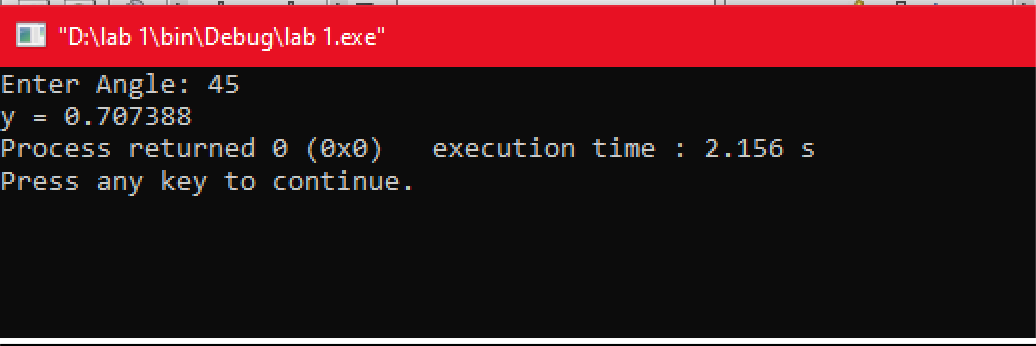 "D:\lab 1\bin\Debug\lab 1.exe"
Enter Angle: 45
y = 0.707388
Process returned 0 (0x0)   execution time : 2.156 s
Press any key to continue.